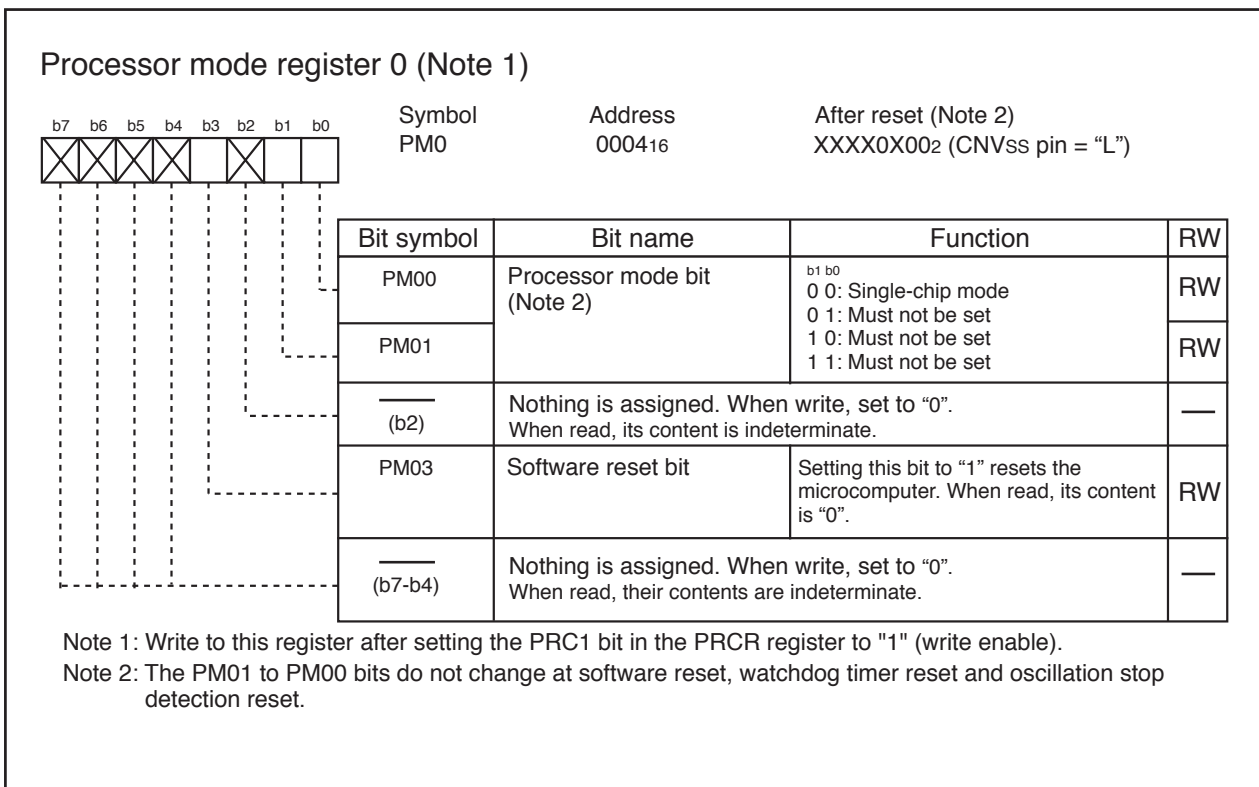 Processor mode register 0 (Note 1)
Symbol Address After reset (Note 2)
b7 b6 b5 b4 b3 b2 b1 b0
PM0 000416 XXXX0X002 (CNVSS pin = “L”)
Bit symbol Bit name Function RW
PM00 Processor mode bit
(Note 2)
b1 b0
0 0: Single-chip mode
0 1: Must not be set
1 0: Must not be set
1 1: Must not be set
RW
PM01 RW
(b2) Nothing is assigned. When write, set to “0”.
When read, its content is indeterminate.
—
PM03 Software reset bit Setting this bit to “1” resets the
microcomputer. When read, its content
is “0”.
RW
(b7-b4) Nothing is assigned. When write, set to “0”.
When read, their contents are indeterminate.
—
Note 1: Write to this register after setting the PRC1 bit in the PRCR register to "1" (write enable).
Note 2: The PM01 to PM00 bits do not change at software reset, watchdog timer reset and oscillation stop
detection reset.